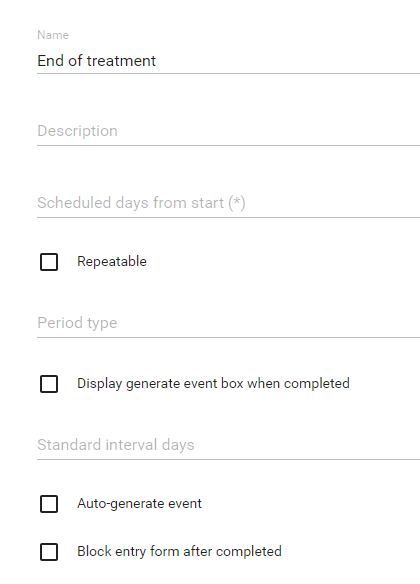 Name
End of treatment
Description
Scheduled days from start (*)
Repeatable
Period type
Display generate event box when completed
Standard interval days
Auto-generate event
Block entry form after completed